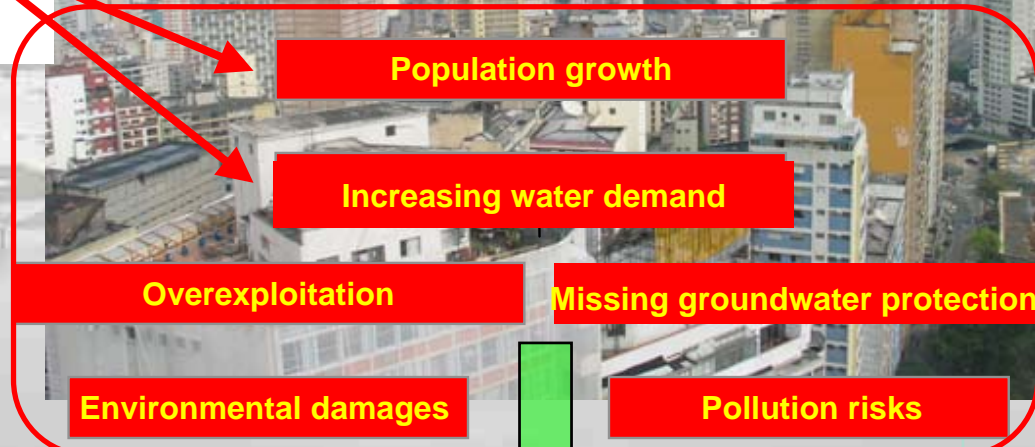 Population growth
Increasing water demand
Overexploitation
Missing groundwater protection
Environmental damages
Pollution risks